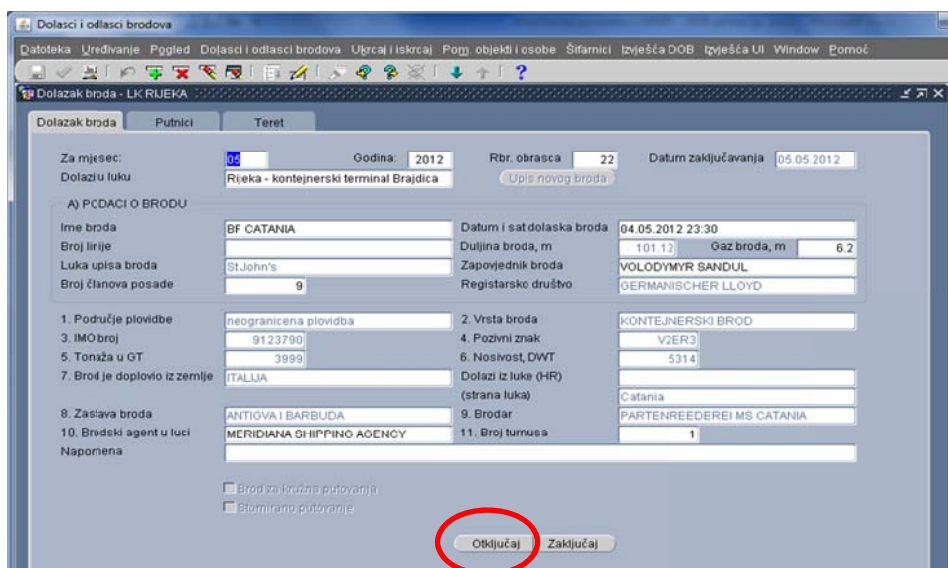 Dolasci i odlasci brodova
Datoteka Uređivanje Pogled Dolasci i odlasci brodova Ukrcaj i iskrcaj Pom. objekti i osobe Šifarnici Izvješća DOB Izvješća UI Window Pomoć
Dolazak broda - LK RIJEKA
Dolazak broda Putnici Teret
Za mjesec: 05 Godina: 2012 Rbr. obrasca 22 Datum zaključavanja 05.05.2012
Dolazi u luku Rijeka - kontejnerski terminal Brajdica Upis novog broda
A) PODACI O BRODU
Ime broda BF CATANIA Datum i sat dolaska broda 04.05.2012 23:30
Broj linije Duljina broda, m 101.12 Gaz broda, m 6.2
Luka upisa broda St John's Zapovjednik broda VOLODYMYR SANDUL
Broj članova posade 9 Registarsko društvo GERMANISCHER LLOYD
1. Područje plovidbe neogranicena plovidba 2. Vrsta broda KONTEJNERSKI BROD
3. IMO broj 9123790 4. Pozivni znak V2ER3
5. Tonaža u GT 3999 6. Nosivost, DWT 5314
7. Brod je doplovio iz zemlje ITALIJA Dolazi iz luke (HR)
(strana luka) Catania
8. Zastava broda ANTIGVA I BARBUDA 9. Brodar PARTENREEDEREI MS CATANIA
10. Brodski agent u luci MERIDIANA SHIPPING AGENCY 11. Broj turnusa 1
Napomena
Brod za kružna putovanja
Stornirano putovanje
Otključaj Zaključaj